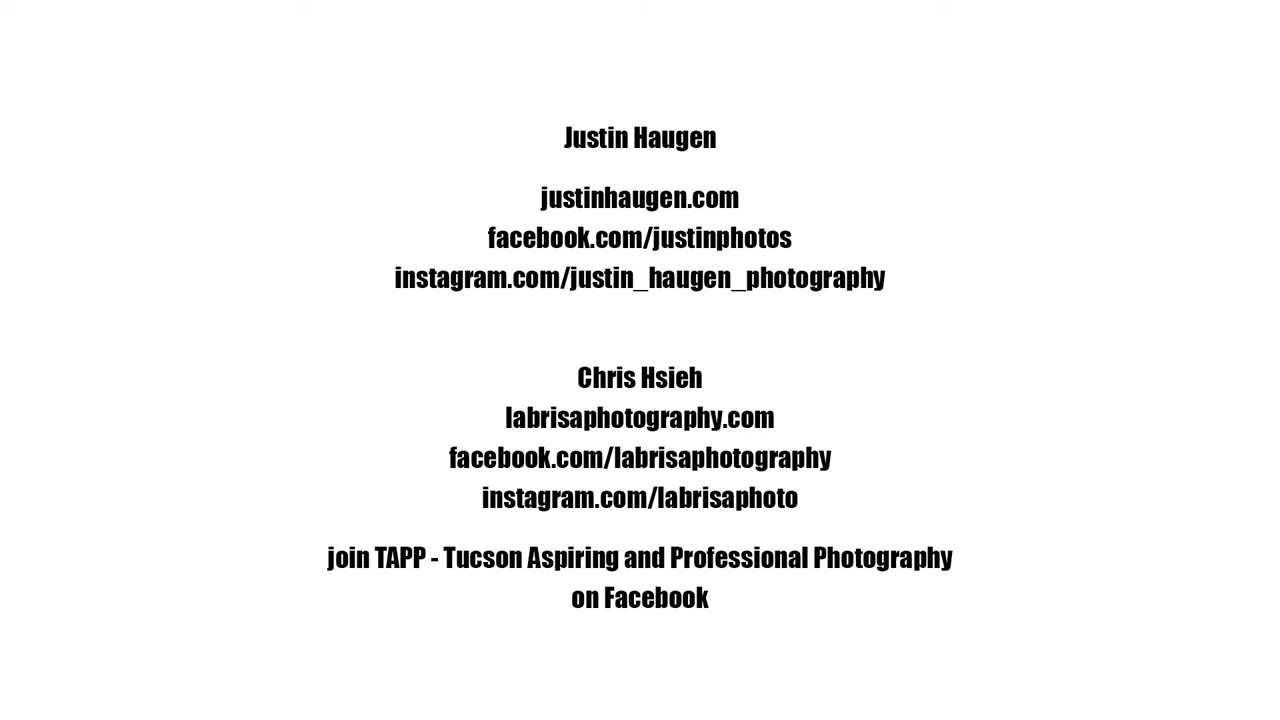 Justin Haugen
justinhaugen.com
facebook.com/justinphotos
instagram.com/justin_haugen_photography
Chris Hsieh
labrisaphotography.com
facebook.com/labrisaphotography
instagram.com/labrisaphoto
join TAPP - Tucson Aspiring and Professional Photography
on Facebook